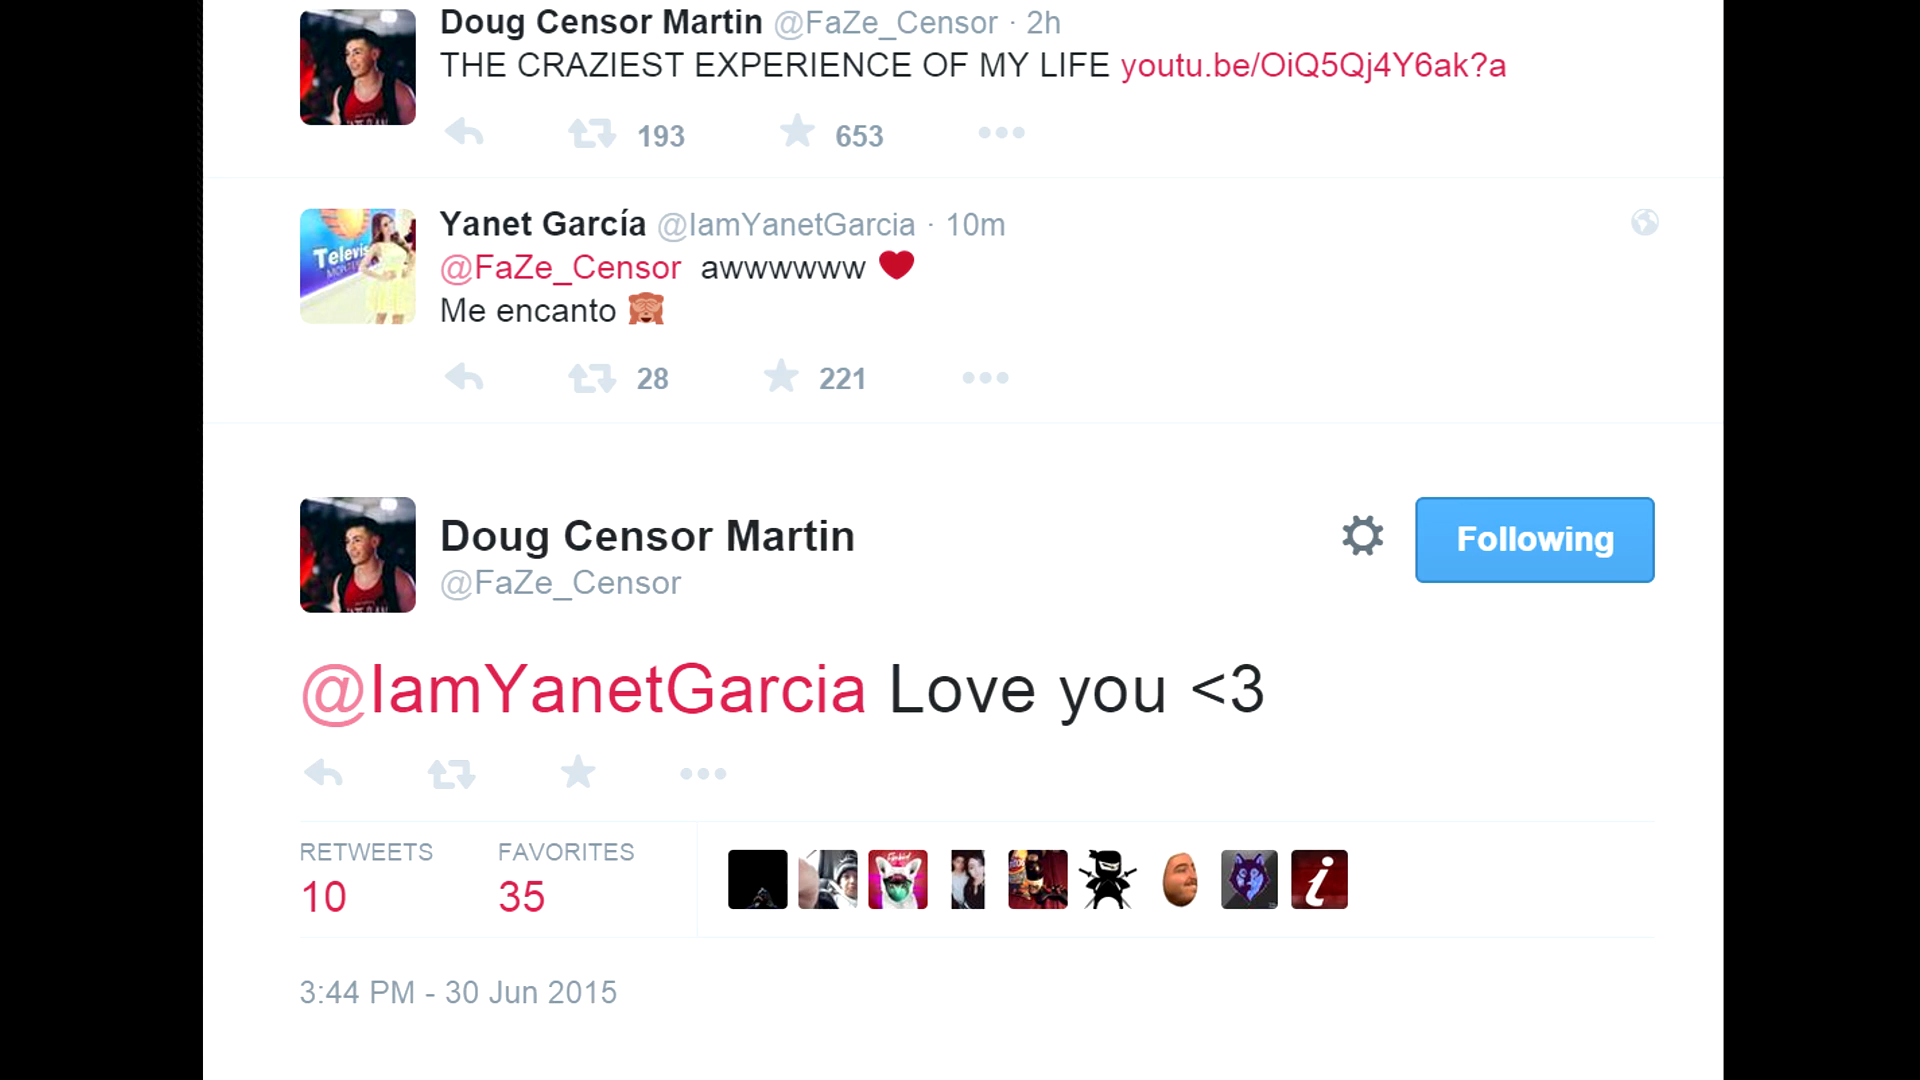 Doug Censor Martin @FaZe_Censor · 2h
THE CRAZIEST EXPERIENCE OF MY LIFE youtu.be/OiQ5Qj4Y6ak?a
193 653
Yanet García @IamYanetGarcia · 10m
@FaZe_Censor awwwwww ❤
Me encanto 🙈
28 221
Doug Censor Martin
@FaZe_Censor
Following
@IamYanetGarcia Love you <3
RETWEETS FAVORITES
10 35
3:44 PM - 30 Jun 2015